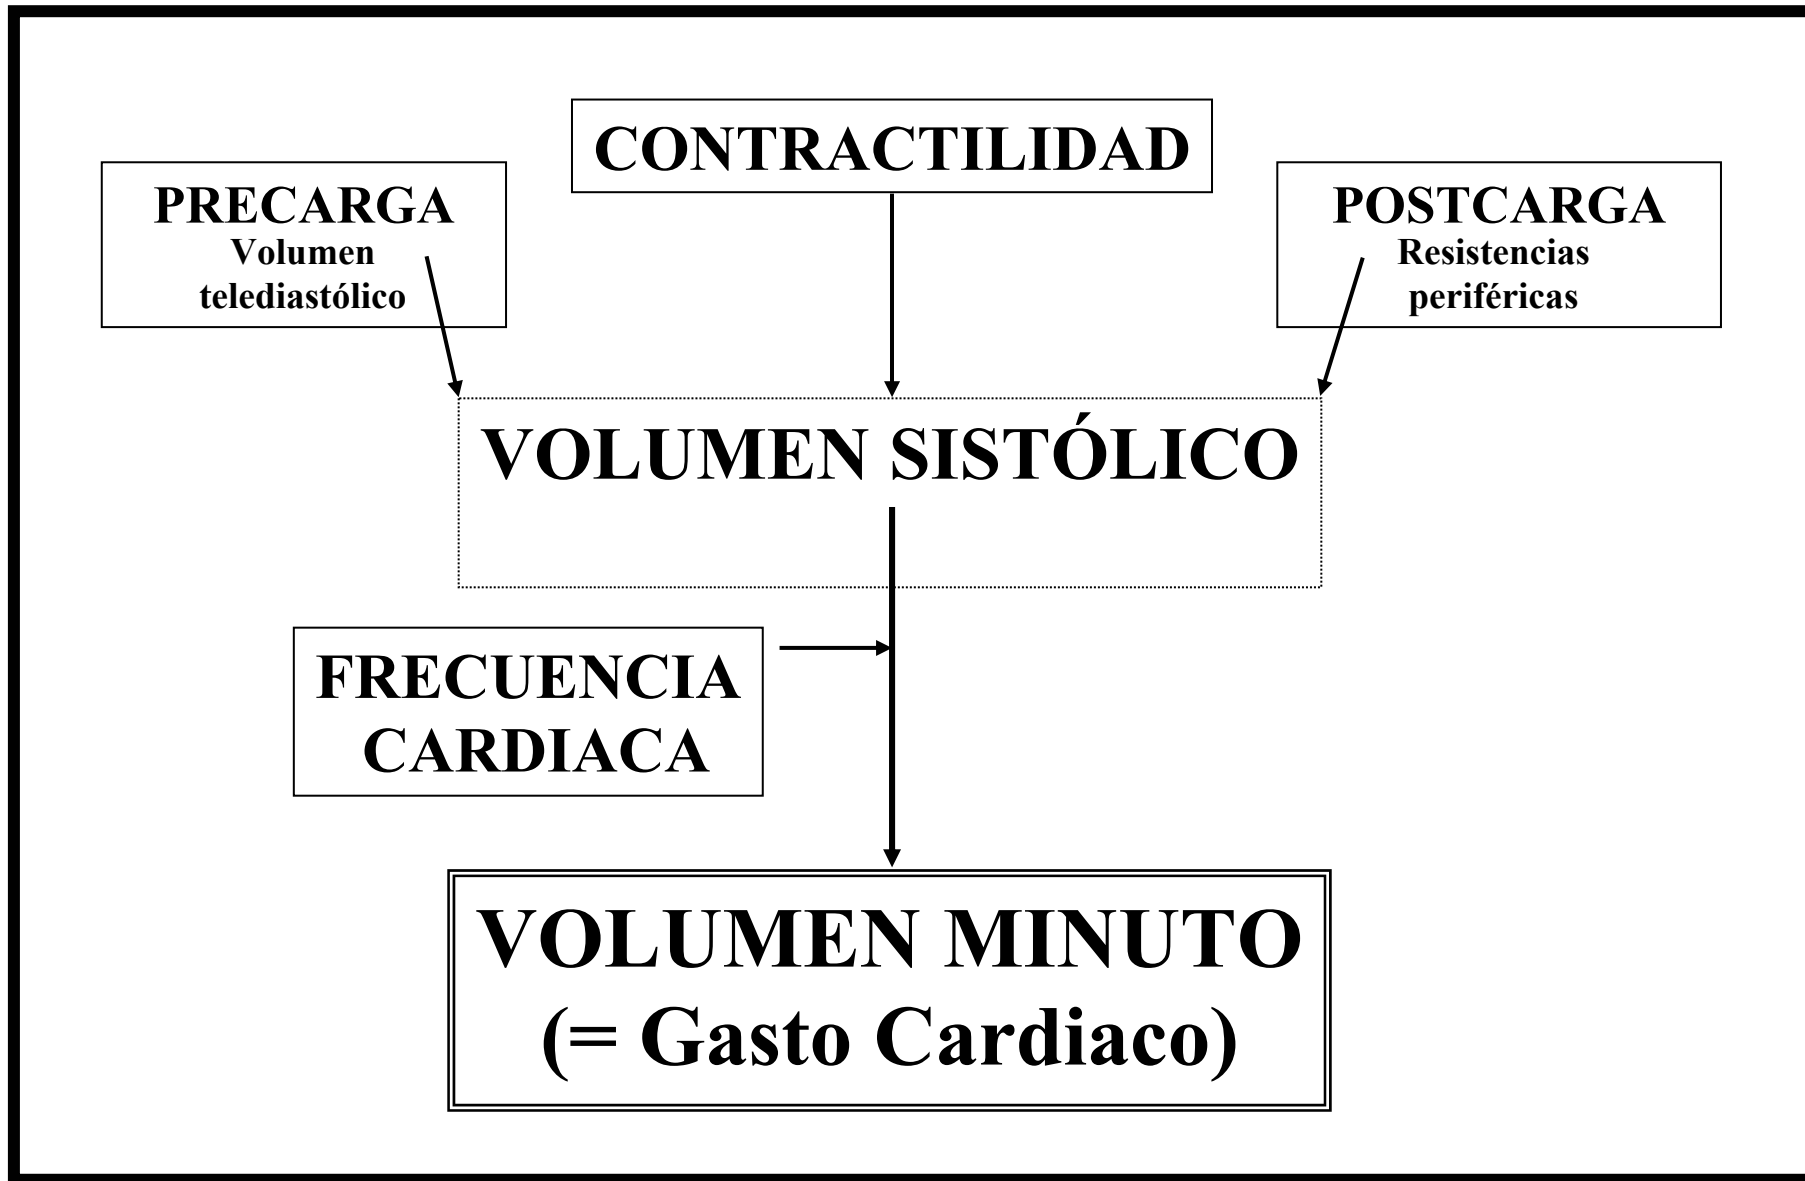 CONTRACTILIDAD
PRECARGA
Volumen
telediastólico
POSTCARGA
Resistencias
periféricas
VOLUMEN SISTÓLICO
FRECUENCIA
CARDIACA
VOLUMEN MINUTO
(= Gasto Cardiaco)